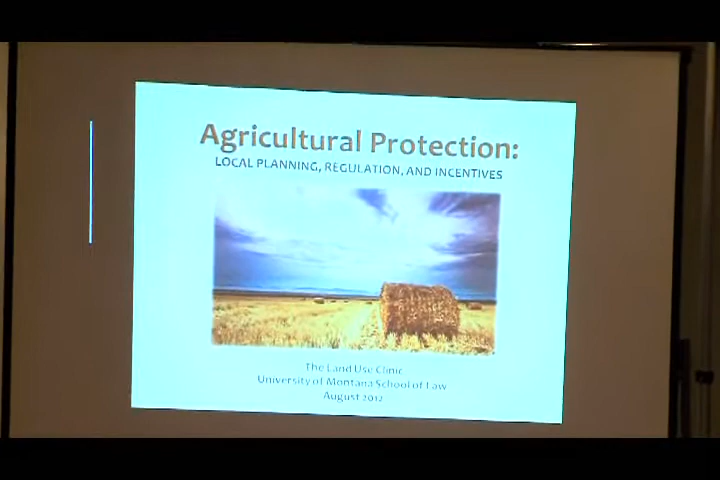 Agricultural Protection:
LOCAL PLANNING, REGULATION, AND INCENTIVES
The Land Use Clinic
University of Montana School of Law
August 2012